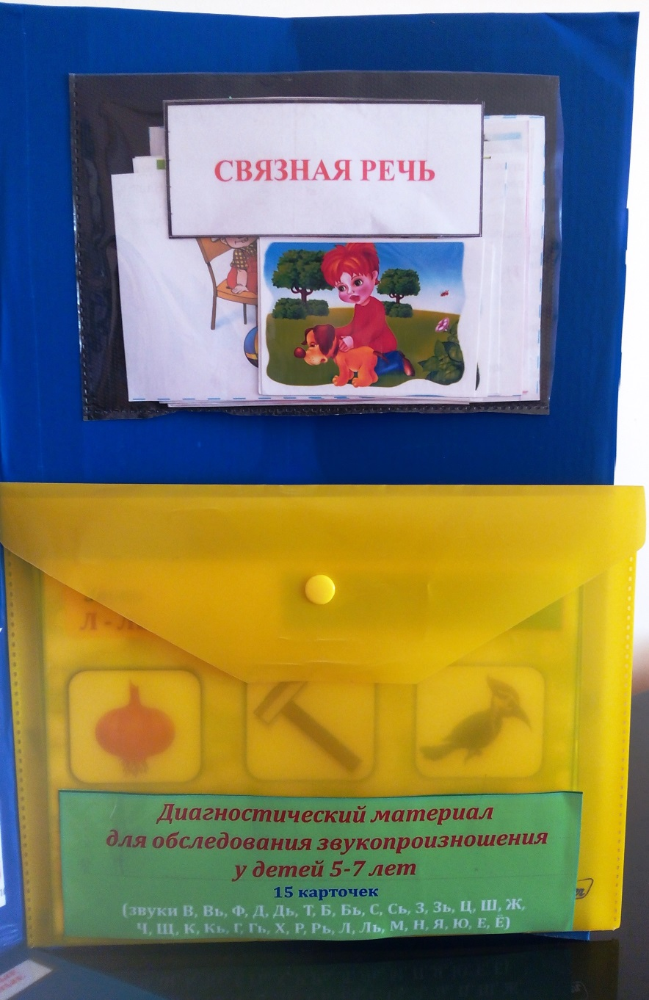 СВЯЗНАЯ РЕЧЬ
Л - Л
Диагностический материал
для обследования звукопроизношения
у детей 5-7 лет
15 карточек
(звуки В, Вь, Ф, Д, Дь, Т, Б, Бь, С, Сь, З, Зь, Ц, Ш, Ж,
Ч, Щ, К, Кь, Г, Гь, Х, Р, Рь, Л, Ль, М, Н, Я, Ю, Е, Ё)